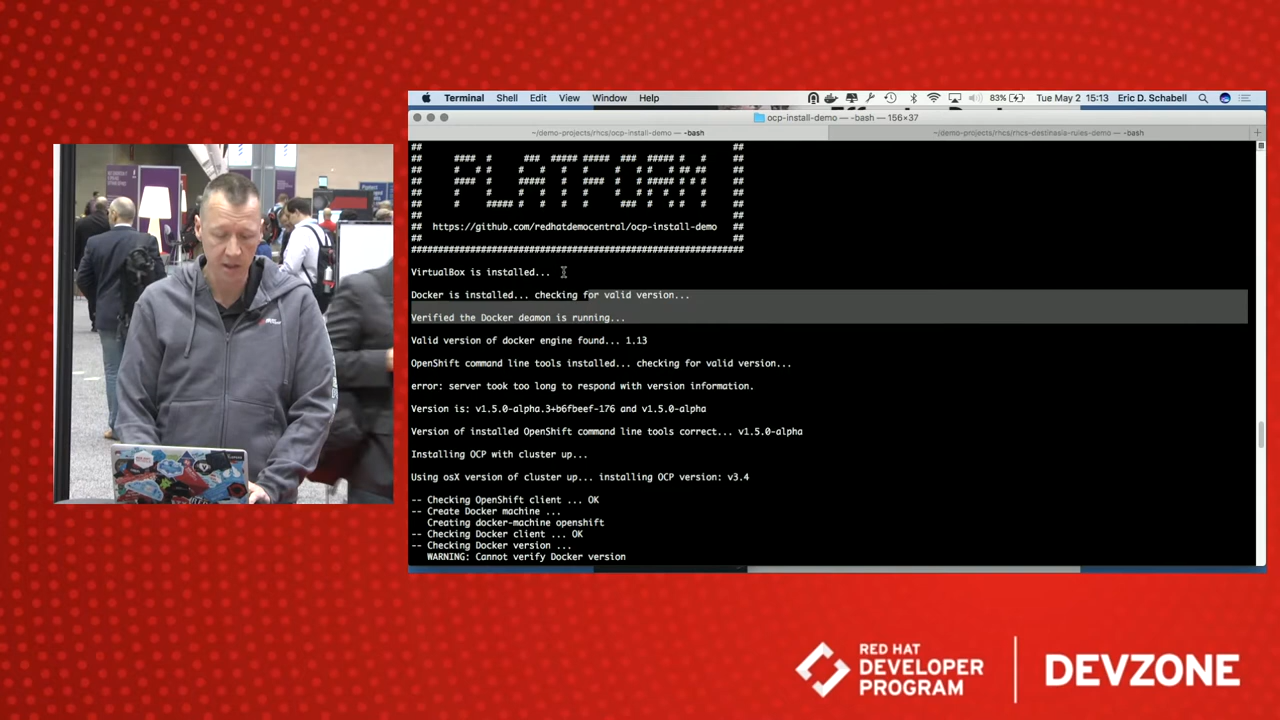 Terminal Shell Edit View Window Help 83% Tue May 2 15:13 Eric D. Schabell
ocp-install-demo — -bash — 156×37
~/demo-projects/rhcs/ocp-install-demo — -bash
~/demo-projects/rhcs/rhcs-destinasia-rules-demo — -bash
PLATFORM
## https://github.com/redhatdemocentral/ocp-install-demo ##
VirtualBox is installed...
Docker is installed... checking for valid version...
Verified the Docker deamon is running...
Valid version of docker engine found... 1.13
OpenShift command line tools installed... checking for valid version...
error: server took too long to respond with version information.
Version is: v1.5.0-alpha.3+b6fbeef-176 and v1.5.0-alpha
Version of installed OpenShift command line tools correct... v1.5.0-alpha
Installing OCP with cluster up...
Using osX version of cluster up... installing OCP version: v3.4
-- Checking OpenShift client ... OK
-- Create Docker machine ...
Creating docker-machine openshift
-- Checking Docker client ... OK
-- Checking Docker version ...
WARNING: Cannot verify Docker version
RED HAT
DEVELOPER
PROGRAM
DEVZONE